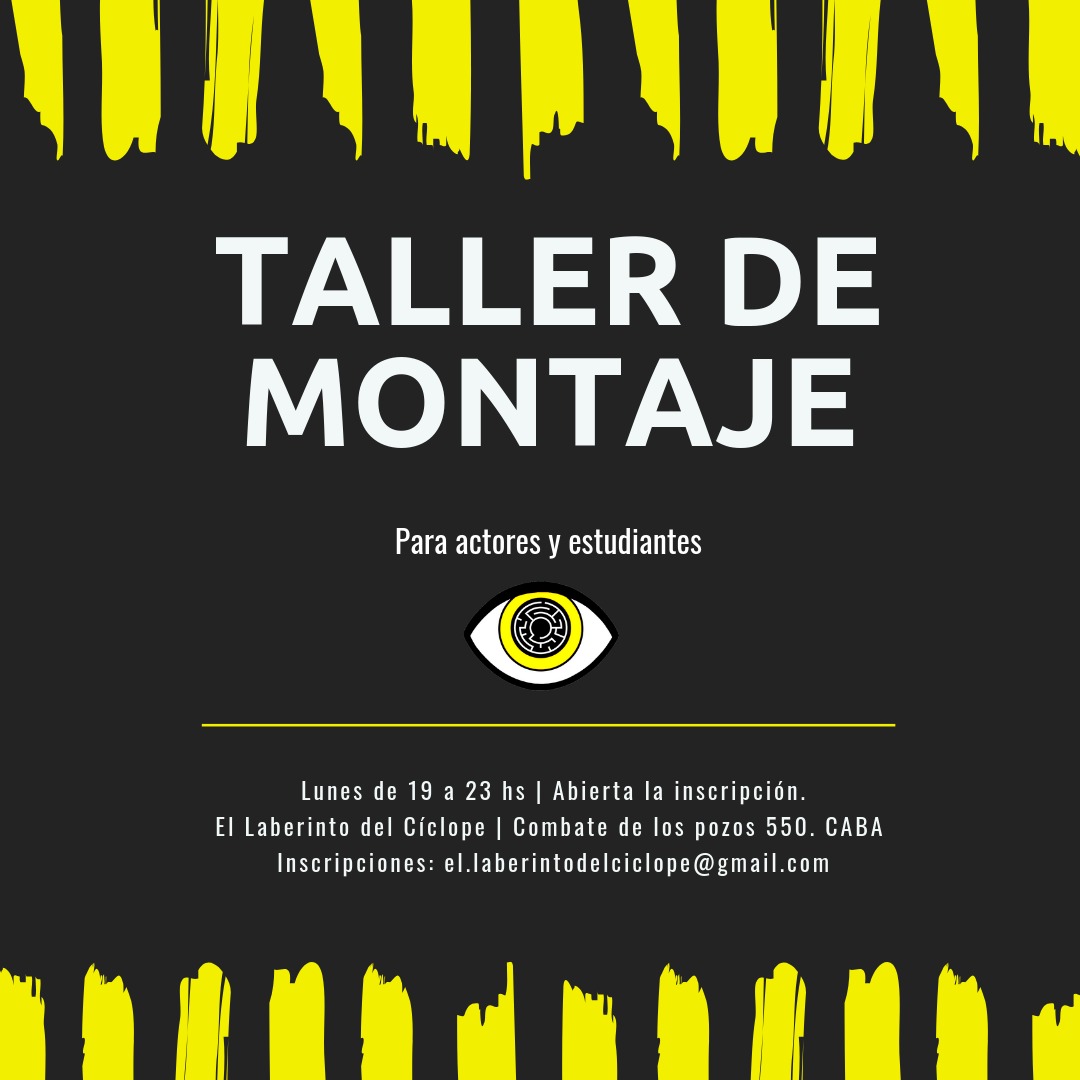 TALLER DE
MONTAJE
Para actores y estudiantes
Lunes de 19 a 23 hs | Abierta la inscripción.
El Laberinto del Cíclope | Combate de los pozos 550. CABA
Inscripciones: el.laberintodelciclope@gmail.com